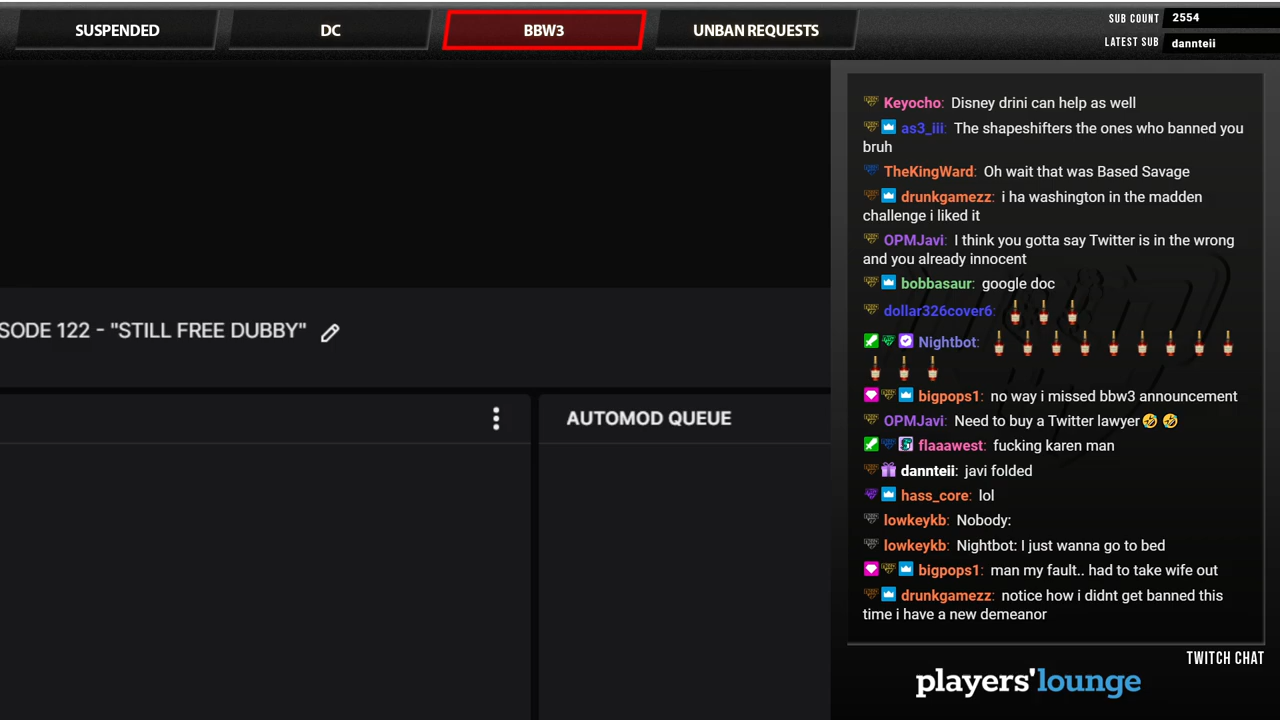 SUSPENDED
DC
BBW3
UNBAN REQUESTS
SUB COUNT 2554
LATEST SUB dannteii
SODE 122 - "STILL FREE DUBBY"
AUTOMOD QUEUE
Keyocho: Disney drini can help as well
as3_iii: The shapeshifters the ones who banned you
bruh
TheKingWard: Oh wait that was Based Savage
drunkgamezz: i ha washington in the madden
challenge i liked it
OPMJavi: I think you gotta say Twitter is in the wrong
and you already innocent
bobbasaur: google doc
dollar326cover6:
Nightbot:
bigpops1: no way i missed bbw3 announcement
OPMJavi: Need to buy a Twitter lawyer🤣 🤣
flaaawest: fucking karen man
dannteii: javi folded
hass_core: lol
lowkeykb: Nobody:
lowkeykb: Nightbot: I just wanna go to bed
bigpops1: man my fault.. had to take wife out
drunkgamezz: notice how i didnt get banned this
time i have a new demeanor
TWITCH CHAT
players'lounge